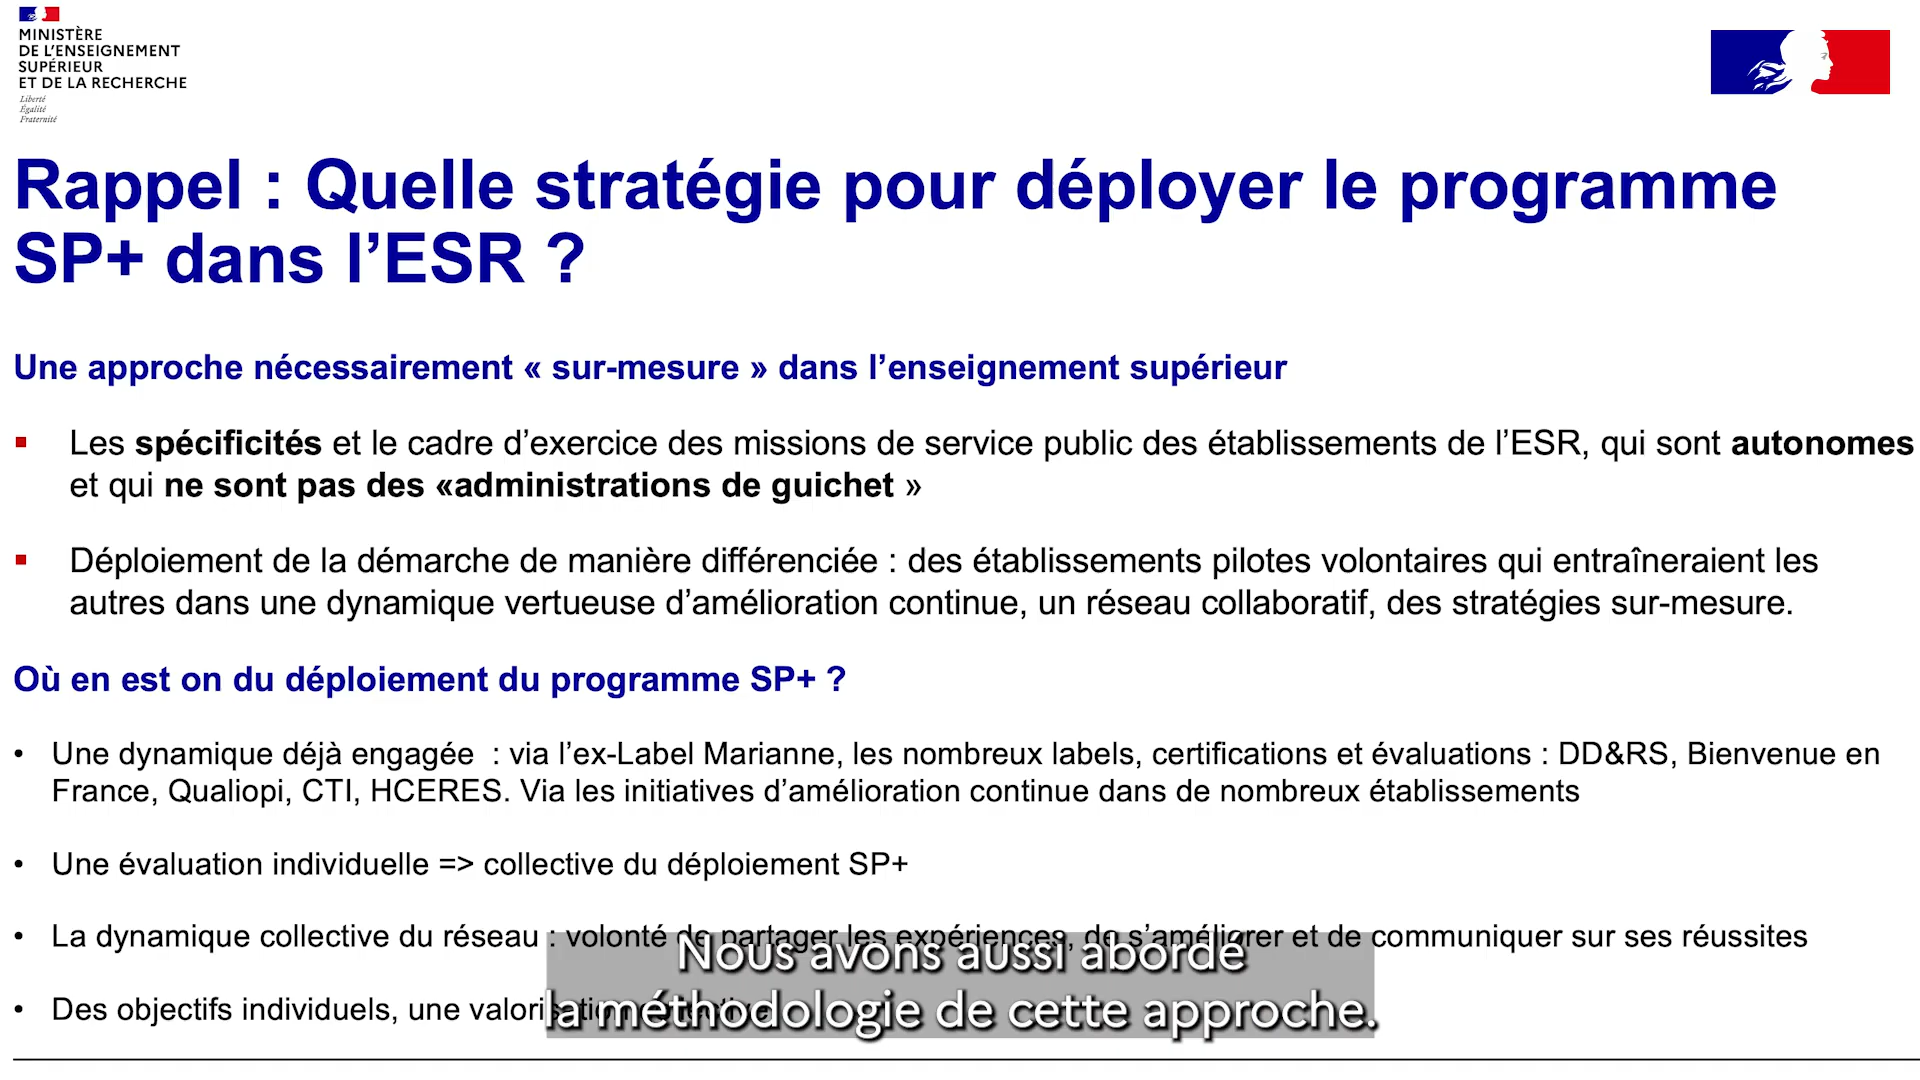 MINISTÈRE
DE L'ENSEIGNEMENT
SUPÉRIEUR
ET DE LA RECHERCHE
Liberté
Égalité
Fraternité
Rappel : Quelle stratégie pour déployer le programme
SP+ dans l’ESR ?
Une approche nécessairement « sur-mesure » dans l’enseignement supérieur
▪ Les spécificités et le cadre d’exercice des missions de service public des établissements de l’ESR, qui sont autonomes
et qui ne sont pas des «administrations de guichet »
▪ Déploiement de la démarche de manière différenciée : des établissements pilotes volontaires qui entraîneraient les
autres dans une dynamique vertueuse d’amélioration continue, un réseau collaboratif, des stratégies sur-mesure.
Où en est on du déploiement du programme SP+ ?
• Une dynamique déjà engagée : via l’ex-Label Marianne, les nombreux labels, certifications et évaluations : DD&RS, Bienvenue en
France, Qualiopi, CTI, HCERES. Via les initiatives d’amélioration continue dans de nombreux établissements
• Une évaluation individuelle => collective du déploiement SP+
• La dynamique collective du réseau : volonté de partager les expériences, de s’améliorer et de communiquer sur ses réussites
• Des objectifs individuels, une
Nous avons aussi abordé
la méthodologie de cette approche.